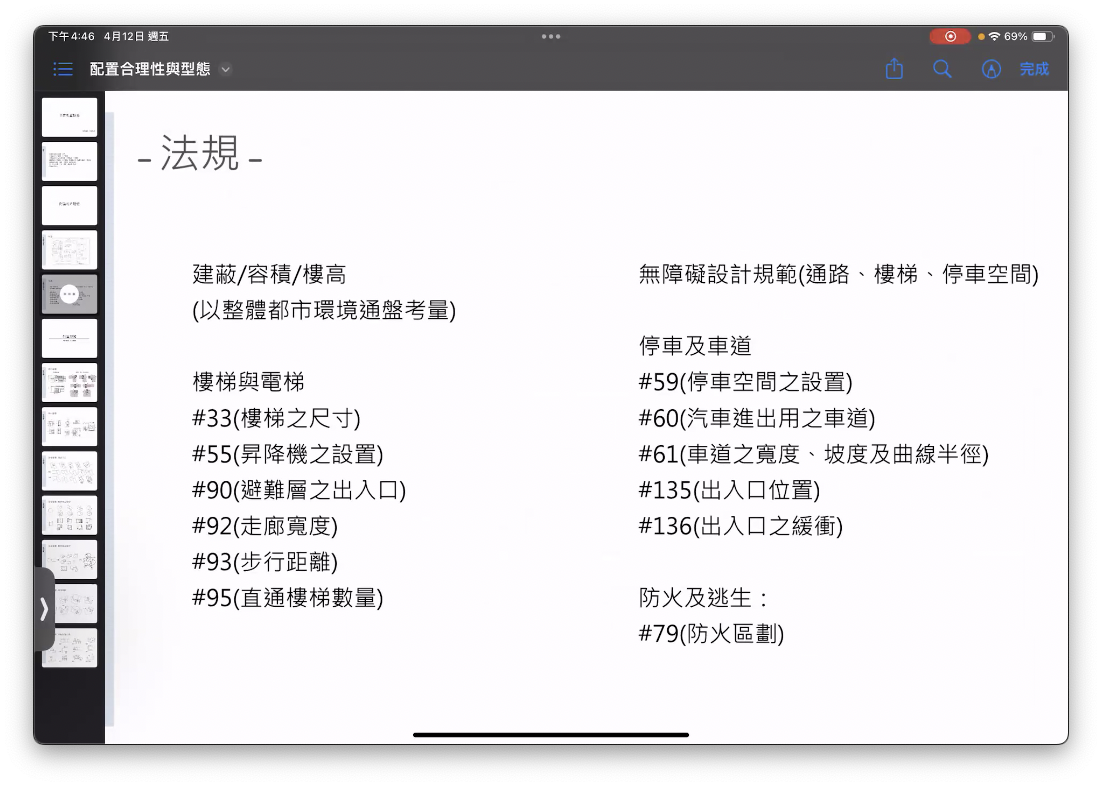 下午4:46 4月12日 週五
69%
配置合理性與型態
完成
-法規-
建蔽/容積/樓高
(以整體都市環境通盤考量)
樓梯與電梯
#33(樓梯之尺寸)
#55(昇降機之設置)
#90(避難層之出入口)
#92(走廊寬度)
#93(步行距離)
#95(直通樓梯數量)
無障礙設計規範(通路、樓梯、停車空間)
停車及車道
#59(停車空間之設置)
#60(汽車進出用之車道)
#61(車道之寬度、坡度及曲線半徑)
#135(出入口位置)
#136(出入口之緩衝)
防火及逃生：
#79(防火區劃)